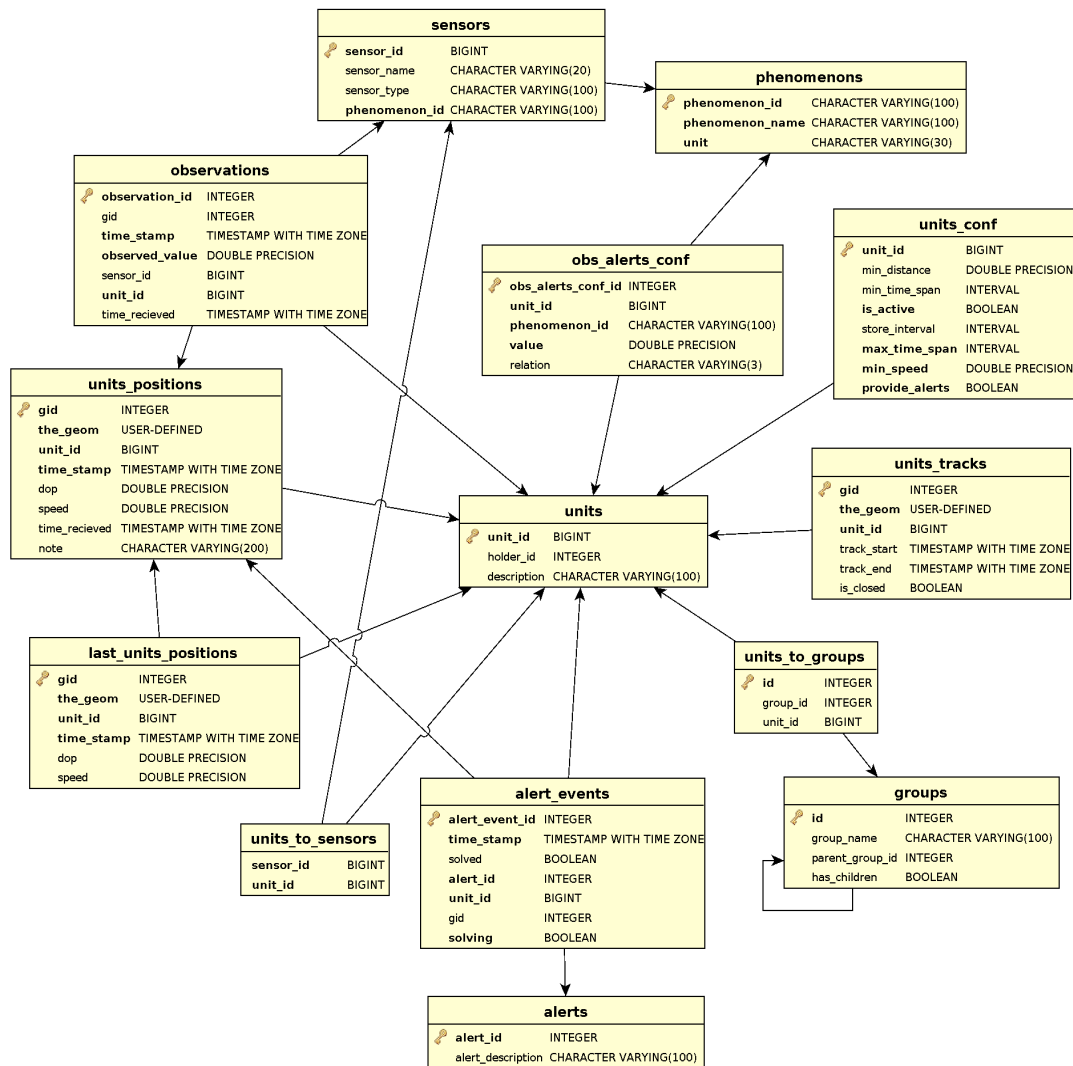 sensors
sensor_id BIGINT
sensor_name CHARACTER VARYING(20)
sensor_type CHARACTER VARYING(100)
phenomenon_id CHARACTER VARYING(100)
phenomenons
phenomenon_id CHARACTER VARYING(100)
phenomenon_name CHARACTER VARYING(100)
unit CHARACTER VARYING(30)
observations
observation_id INTEGER
gid INTEGER
time_stamp TIMESTAMP WITH TIME ZONE
observed_value DOUBLE PRECISION
sensor_id BIGINT
unit_id BIGINT
time_recieved TIMESTAMP WITH TIME ZONE
obs_alerts_conf
obs_alerts_conf_id INTEGER
unit_id BIGINT
phenomenon_id CHARACTER VARYING(100)
value DOUBLE PRECISION
relation CHARACTER VARYING(3)
units_conf
unit_id BIGINT
min_distance DOUBLE PRECISION
min_time_span INTERVAL
is_active BOOLEAN
store_interval INTERVAL
max_time_span INTERVAL
min_speed DOUBLE PRECISION
provide_alerts BOOLEAN
units_positions
gid INTEGER
the_geom USER-DEFINED
unit_id BIGINT
time_stamp TIMESTAMP WITH TIME ZONE
dop DOUBLE PRECISION
speed DOUBLE PRECISION
time_recieved TIMESTAMP WITH TIME ZONE
note CHARACTER VARYING(200)
units
unit_id BIGINT
holder_id INTEGER
description CHARACTER VARYING(100)
units_tracks
gid INTEGER
the_geom USER-DEFINED
unit_id BIGINT
track_start TIMESTAMP WITH TIME ZONE
track_end TIMESTAMP WITH TIME ZONE
is_closed BOOLEAN
last_units_positions
gid INTEGER
the_geom USER-DEFINED
unit_id BIGINT
time_stamp TIMESTAMP WITH TIME ZONE
dop DOUBLE PRECISION
speed DOUBLE PRECISION
units_to_groups
id INTEGER
group_id INTEGER
unit_id BIGINT
units_to_sensors
sensor_id BIGINT
unit_id BIGINT
alert_events
alert_event_id INTEGER
time_stamp TIMESTAMP WITH TIME ZONE
solved BOOLEAN
alert_id INTEGER
unit_id BIGINT
gid INTEGER
solving BOOLEAN
groups
id INTEGER
group_name CHARACTER VARYING(100)
parent_group_id INTEGER
has_children BOOLEAN
alerts
alert_id INTEGER
alert_description CHARACTER VARYING(100)